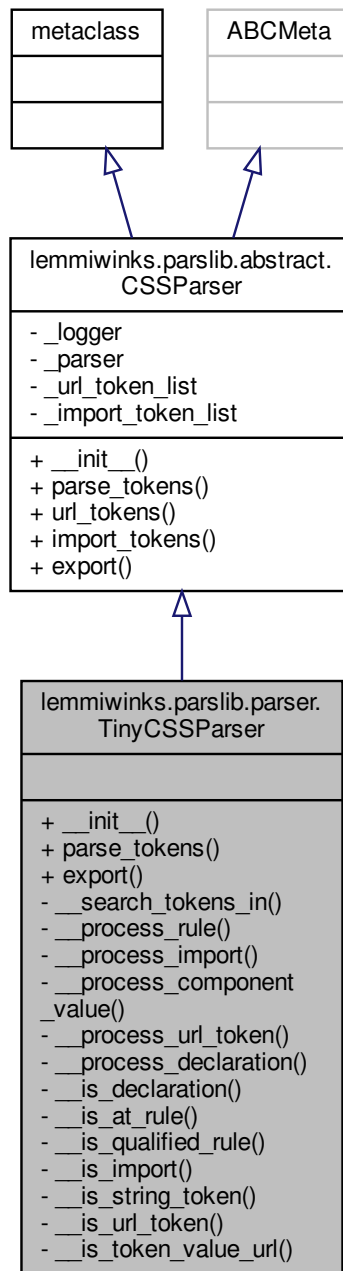 metaclass
ABCMeta
lemmiwinks.parslib.abstract.
CSSParser
- _logger
- _parser
- _url_token_list
- _import_token_list
+ __init__()
+ parse_tokens()
+ url_tokens()
+ import_tokens()
+ export()
lemmiwinks.parslib.parser.
TinyCSSParser
+ __init__()
+ parse_tokens()
+ export()
- __search_tokens_in()
- __process_rule()
- __process_import()
- __process_component
_value()
- __process_url_token()
- __process_declaration()
- __is_declaration()
- __is_at_rule()
- __is_qualified_rule()
- __is_import()
- __is_string_token()
- __is_url_token()
- __is_token_value_url()